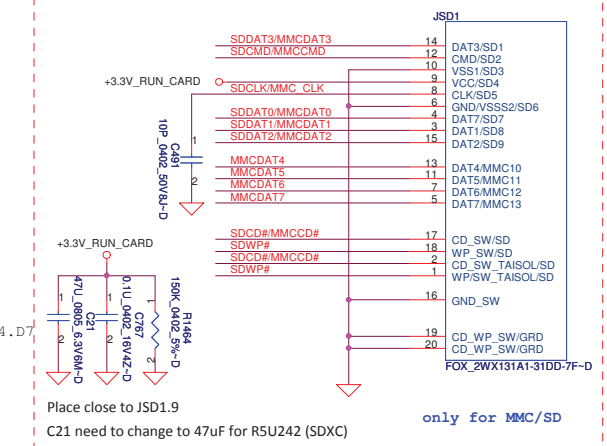 JSD1
SDDAT3/MMCDAT3 14 DAT3/SD1
SDCMD/MMCCMD 12 CMD/SD2
10 VSS1/SD3
+3.3V_RUN_CARD 9 VCC/SD4
SDCLK/MMC_CLK 8 CLK/SD5
6 GND/VSSS2/SD6
SDDAT0/MMCDAT0 4 DAT7/SD7
SDDAT1/MMCDAT1 3 DAT1/SD8
SDDAT2/MMCDAT2 15 DAT2/SD9
1
C491
10P_0402_50V8J~D
2
MMCDAT4 13 DAT4/MMC10
MMCDAT5 11 DAT5/MMC11
MMCDAT6 7 DAT6/MMC12
MMCDAT7 5 DAT7/MMC13
SDCD#/MMCCD# 17 CD_SW/SD
SDWP# 18 WP_SW/SD
SDCD#/MMCCD# 2 CD_SW_TAISOL/SD
SDWP# 1 WP/SW_TAISOL/SD
16 GND_SW
19 CD_WP_SW/GRD
20 CD_WP_SW/GRD
FOX_2WX131A1-31DD-7F~D
+3.3V_RUN_CARD
1
2
C21
47U_0805_6.3V6M~D
1
2
C767
0.1U_0402_16V4Z~D
1
2
R1464
150K_0402_5%~D
4.D7
Place close to JSD1.9
C21 need to change to 47uF for R5U242 (SDXC)
only for MMC/SD